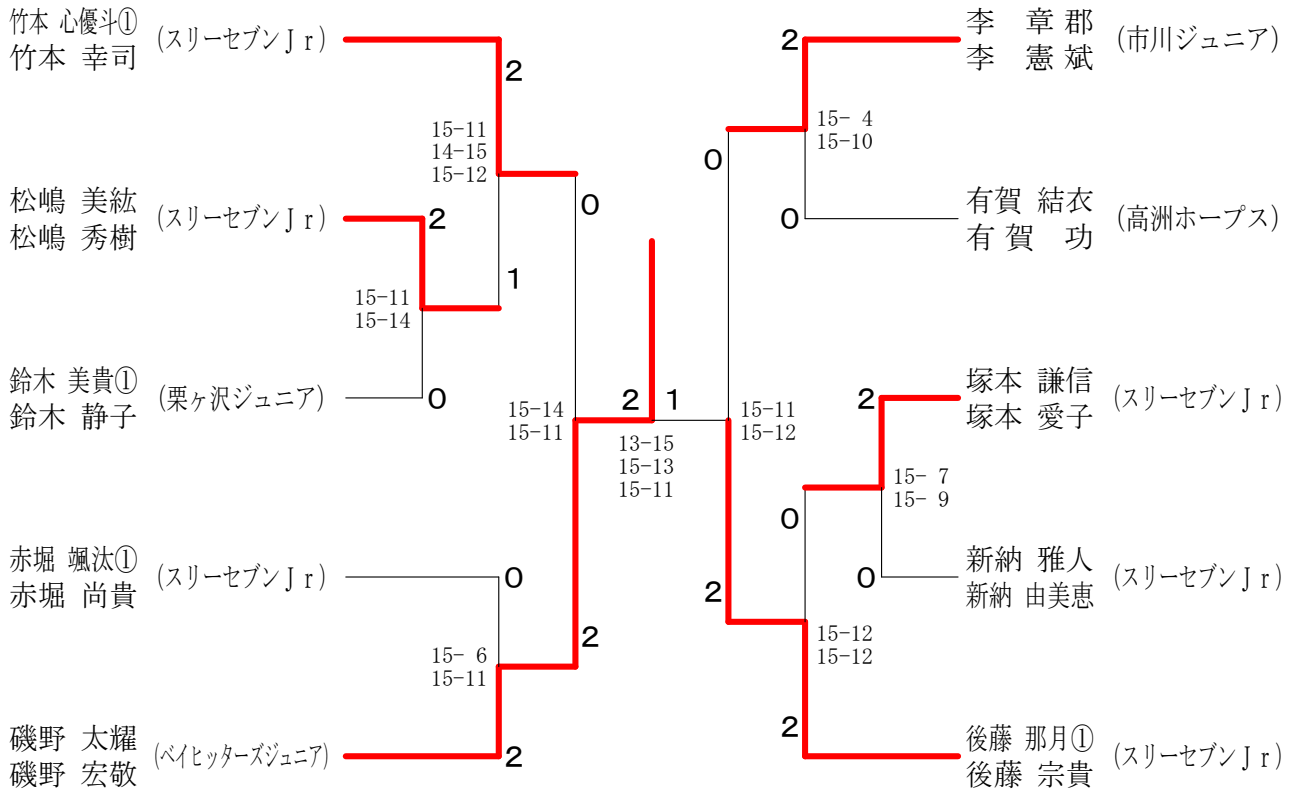 竹本 心優斗①
竹本 幸司
(スリーセブンJr)
2
15-11
14-15
15-12
0
松嶋 美紘
松嶋 秀樹
(スリーセブンJr)
2
1
15-11
15-14
鈴木 美貴①
鈴木 静子
(栗ヶ沢ジュニア)
0
15-14
15-11
2
1
13-15
15-13
15-11
赤堀 颯汰①
赤堀 尚貴
(スリーセブンJr)
0
2
15- 6
15-11
磯野 太耀
磯野 宏敬
(ベイヒッターズジュニア)
2
李 章郡
李 憲斌
(市川ジュニア)
2
15- 4
15-10
0
有賀 結衣
有賀 功
(高洲ホープス)
0
15-11
15-12
塚本 謙信
塚本 愛子
(スリーセブンJr)
2
15- 7
15- 9
0
新納 雅人
新納 由美恵
(スリーセブンJr)
0
2
15-12
15-12
後藤 那月①
後藤 宗貴
(スリーセブンJr)
2